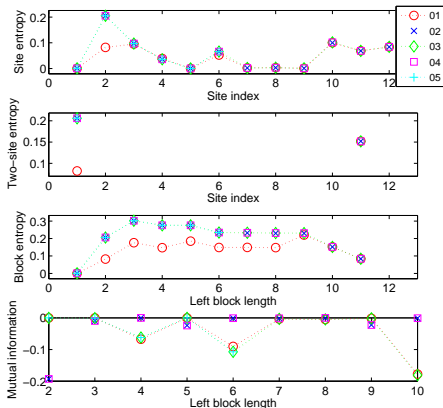 0.2
0.1
0
Site entropy
0 2 4 6 8 10 12
Site index
01
02
03
04
05
0.2
0.15
0.1
Two-site entropy
0 2 4 6 8 10 12
Site index
0.3
0.2
0.1
0
Block entropy
0 2 4 6 8 10 12
Left block length
0
-0.1
-0.2
Mutual information
2 3 4 5 6 7 8 9 10
Left block length